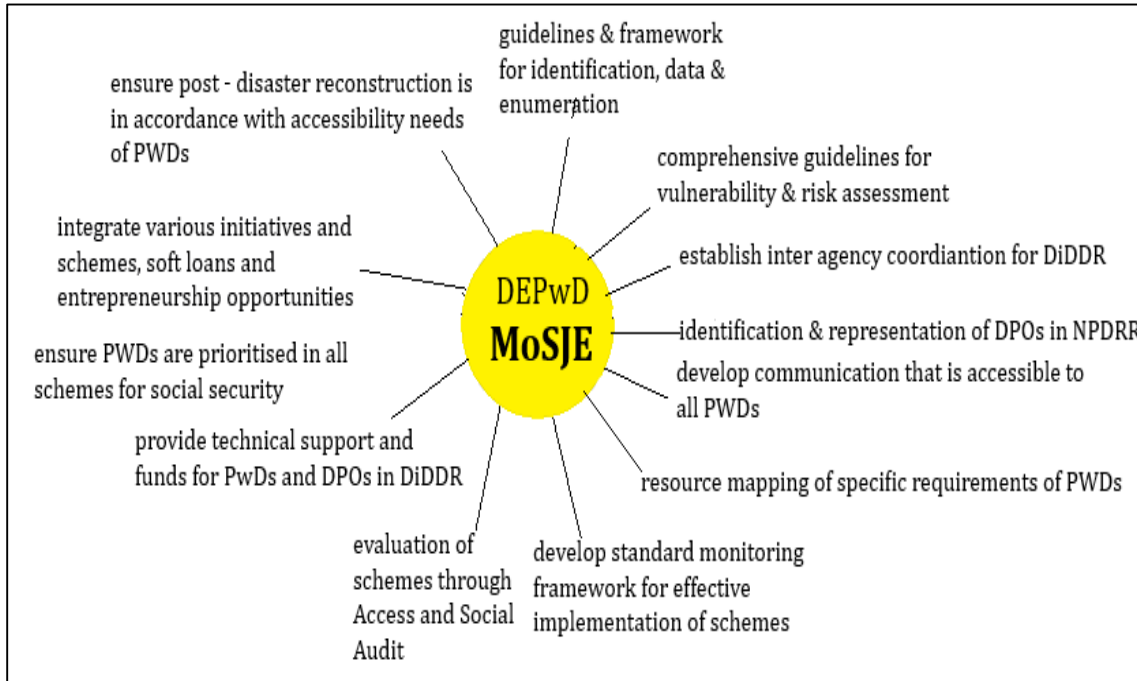 guidelines & framework
for identification, data &
enumeration
comprehensive guidelines for
vulnerability & risk assessment
establish inter agency coordiantion for DiDDR
identification & representation of DPOs in NPDRR
develop communication that is accessible to
all PWDs
resource mapping of specific requirements of PWDs
develop standard monitoring
framework for effective
implementation of schemes
evaluation of
schemes through
Access and Social
Audit
provide technical support and
funds for PwDs and DPOs in DiDDR
ensure PWDs are prioritised in all
schemes for social security
integrate various initiatives and
schemes, soft loans and
entrepreneurship opportunities
ensure post - disaster reconstruction is
in accordance with accessibility needs
of PWDs
DEPwD
MoSJE